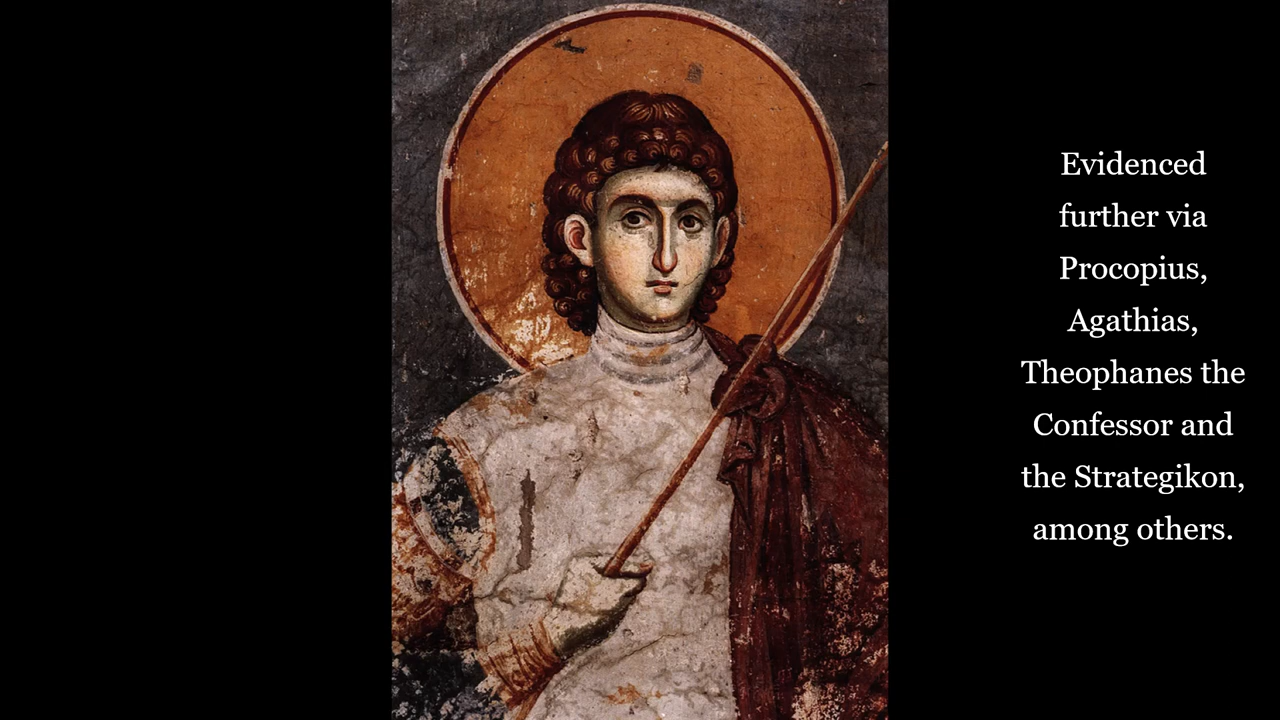 Evidenced
further via
Procopius,
Agathias,
Theophanes the
Confessor and
the Strategikon,
among others.